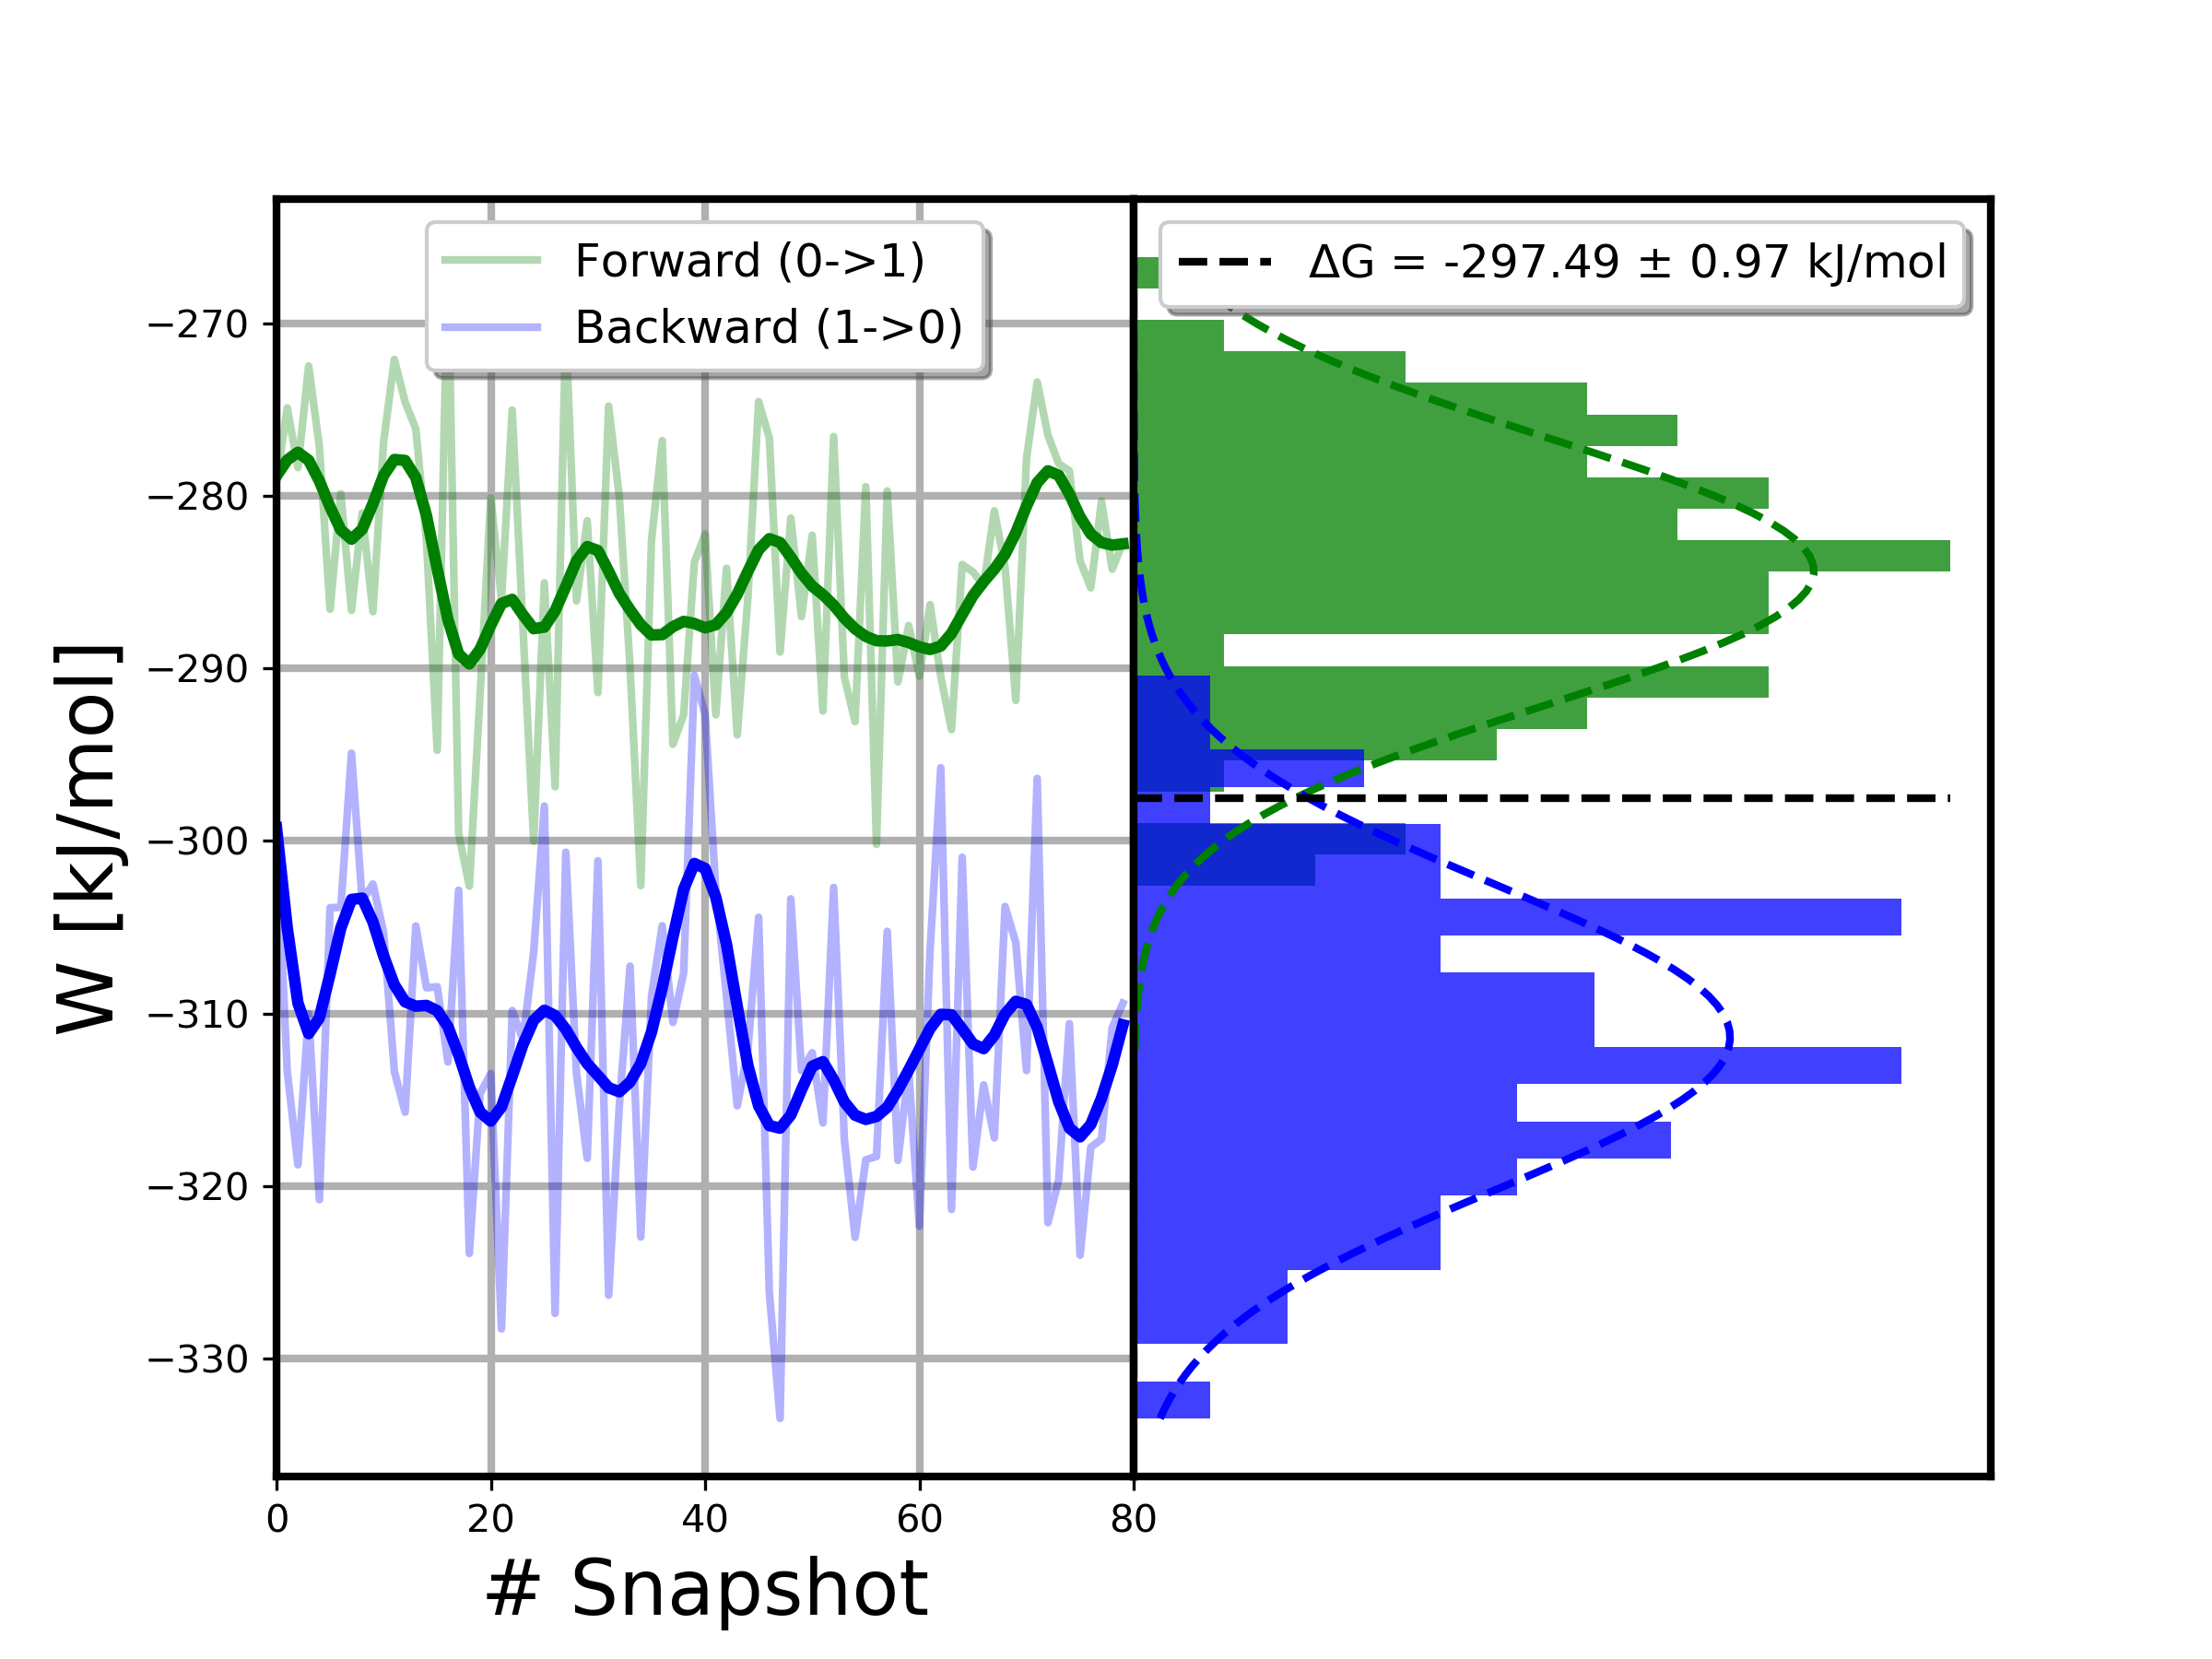 Forward (0->1)
Backward (1->0)
ΔG = -297.49 ± 0.97 kJ/mol
W [kJ/mol]
−270
−280
−290
−300
−310
−320
−330
0 20 40 60 80
# Snapshot